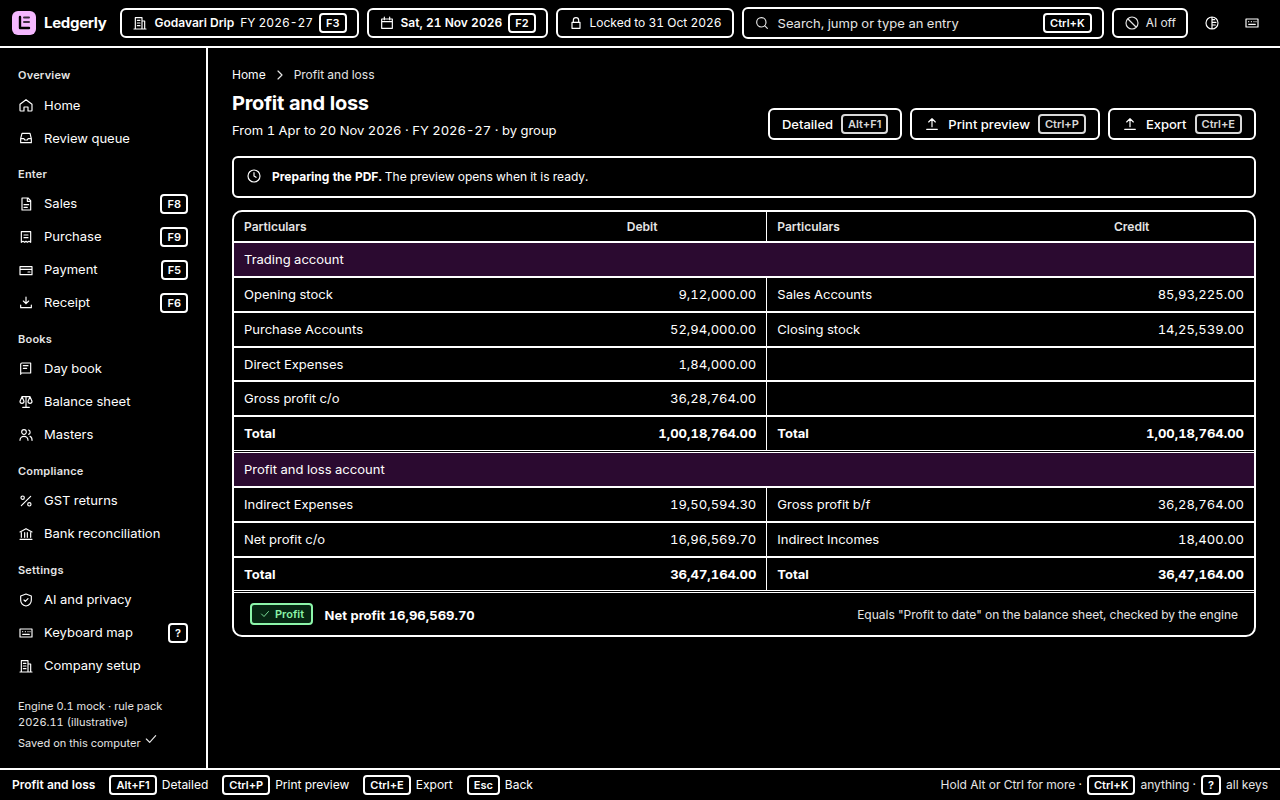 Ledgerly
Godavari Drip FY 2026-27 F3
Sat, 21 Nov 2026 F2
Locked to 31 Oct 2026
Search, jump or type an entry Ctrl+K
AI off
Overview
Home
Review queue
Enter
Sales F8
Purchase F9
Payment F5
Receipt F6
Books
Day book
Balance sheet
Masters
Compliance
GST returns
Bank reconciliation
Settings
AI and privacy
Keyboard map ?
Company setup
Engine 0.1 mock · rule pack
2026.11 (illustrative)
Saved on this computer
Home > Profit and loss
Profit and loss
From 1 Apr to 20 Nov 2026 · FY 2026-27 · by group
Detailed Alt+F1
Print preview Ctrl+P
Export Ctrl+E
Preparing the PDF. The preview opens when it is ready.
Particulars Debit Particulars Credit
Trading account
Opening stock 9,12,000.00 Sales Accounts 85,93,225.00
Purchase Accounts 52,94,000.00 Closing stock 14,25,539.00
Direct Expenses 1,84,000.00
Gross profit c/o 36,28,764.00
Total 1,00,18,764.00 Total 1,00,18,764.00
Profit and loss account
Indirect Expenses 19,50,594.30 Gross profit b/f 36,28,764.00
Net profit c/o 16,96,569.70 Indirect Incomes 18,400.00
Total 36,47,164.00 Total 36,47,164.00
Profit Net profit 16,96,569.70 Equals "Profit to date" on the balance sheet, checked by the engine
Profit and loss Alt+F1 Detailed Ctrl+P Print preview Ctrl+E Export Esc Back
Hold Alt or Ctrl for more · Ctrl+K anything · ? all keys